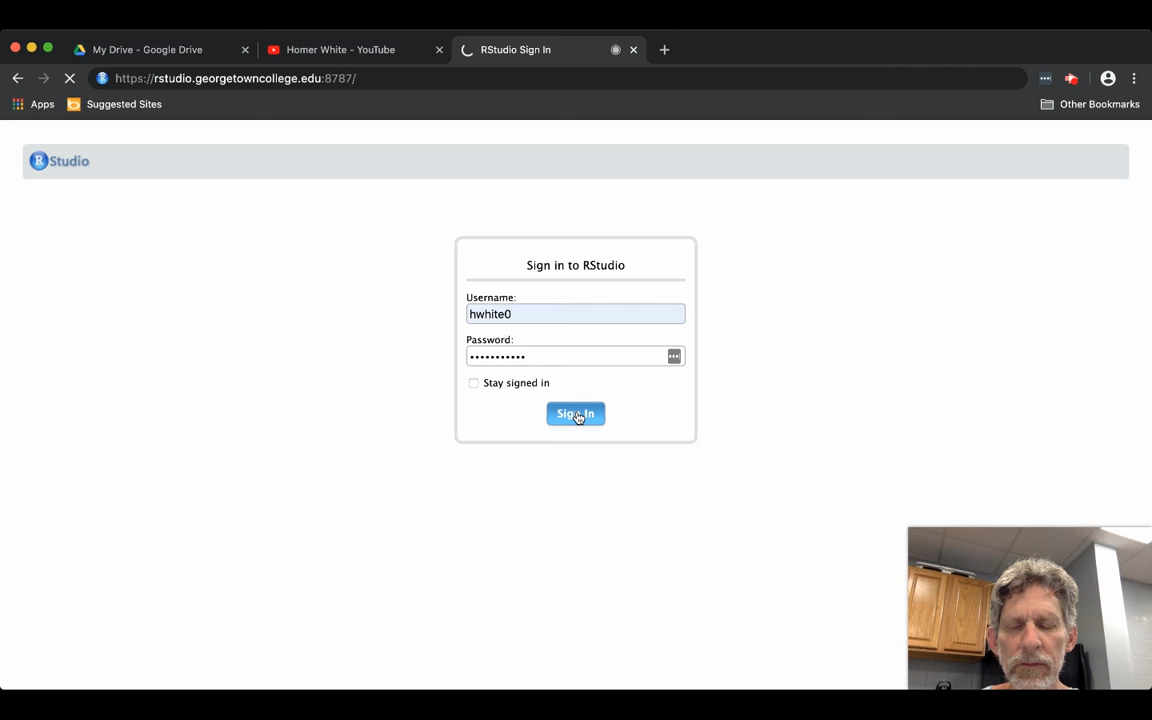 My Drive - Google Drive
Homer White - YouTube
RStudio Sign In
https://rstudio.georgetowncollege.edu:8787/
Apps
Suggested Sites
Other Bookmarks
R Studio
Sign in to RStudio
Username:
hwhite0
Password:
•••••••••••
Stay signed in
Sign In